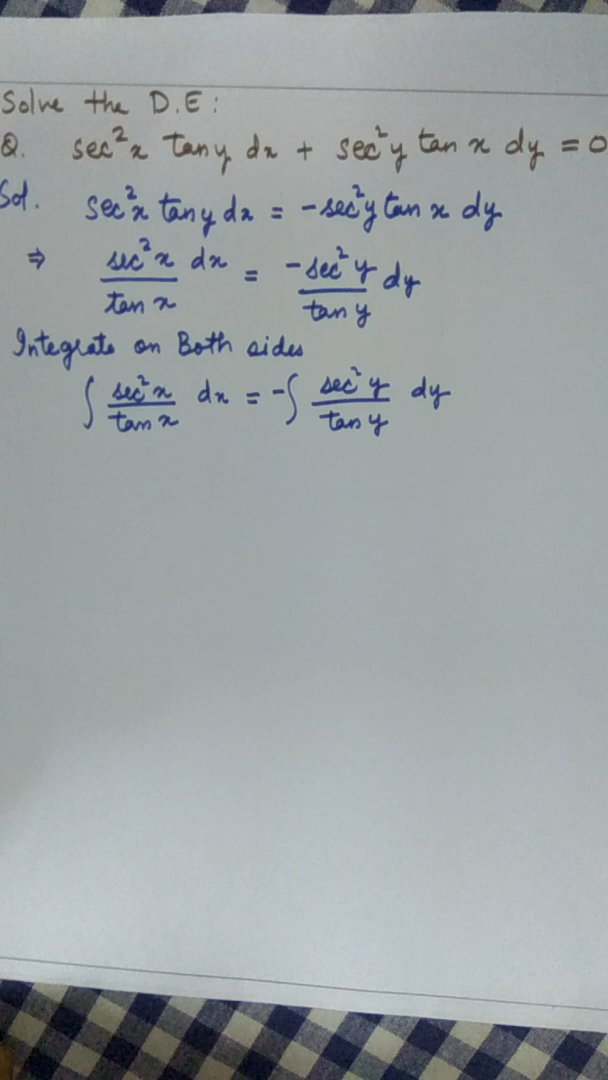 Solve the D.E:
Q. sec²x tany dx + sec²y tan x dy = 0
Sol. sec²x tany dx = -sec²y tan x dy
⇒ sec²x/tan x dx = -sec²y/tan y dy
Integrate on Both sides
∫ sec²x/tan x dx = -∫ sec²y/tan y dy